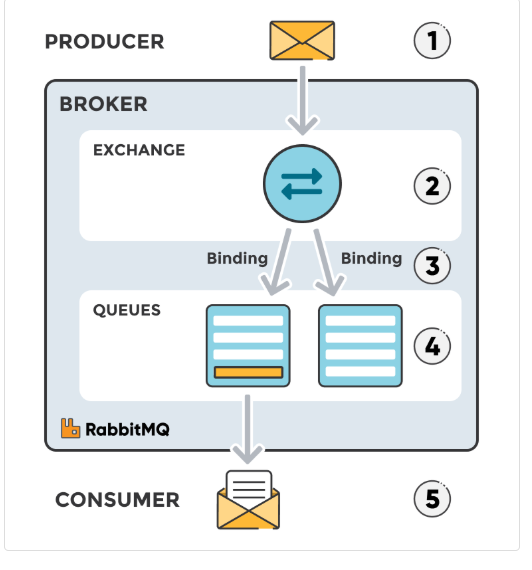 PRODUCER 1
BROKER
EXCHANGE
2
Binding Binding 3
QUEUES
4
RabbitMQ
CONSUMER 5